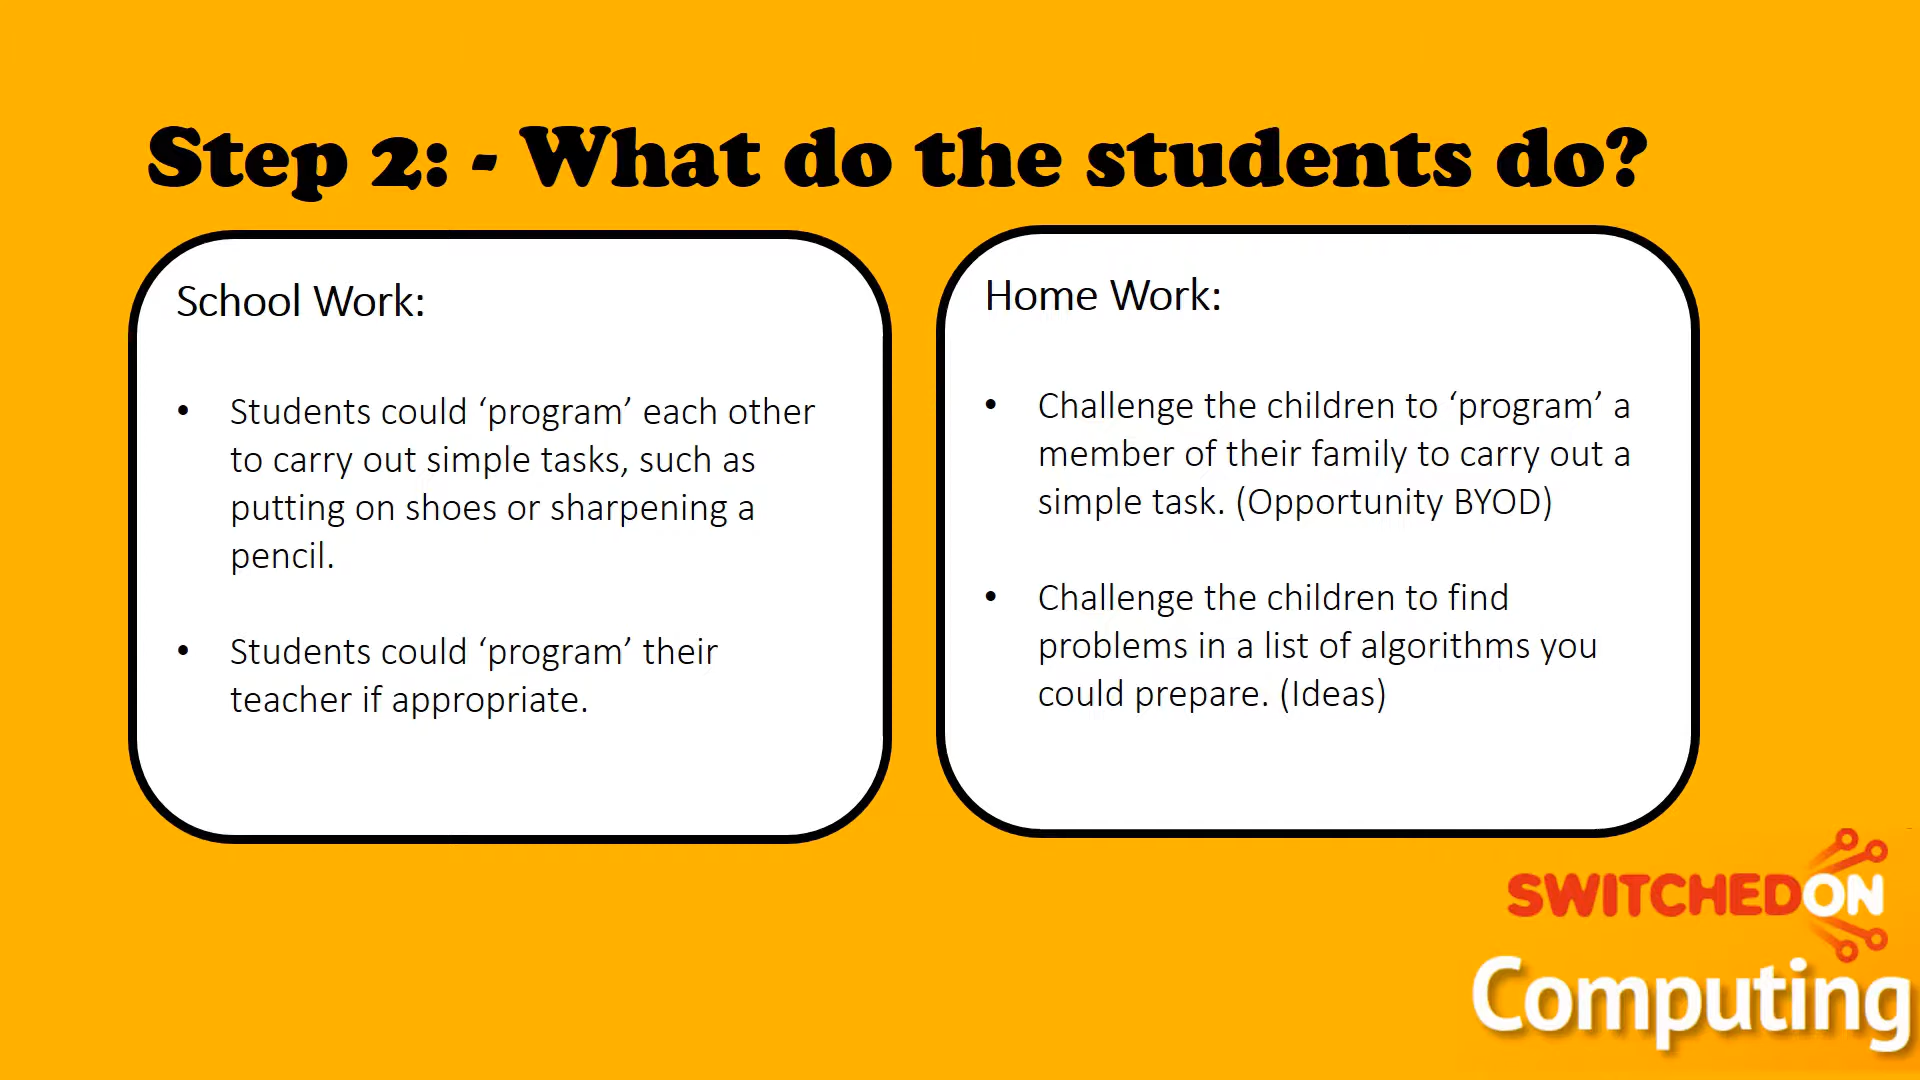 Step 2: - What do the students do?
School Work:
• Students could ‘program’ each other
to carry out simple tasks, such as
putting on shoes or sharpening a
pencil.
• Students could ‘program’ their
teacher if appropriate.
Home Work:
• Challenge the children to ‘program’ a
member of their family to carry out a
simple task. (Opportunity BYOD)
• Challenge the children to find
problems in a list of algorithms you
could prepare. (Ideas)
SWITCHEDON
Computing